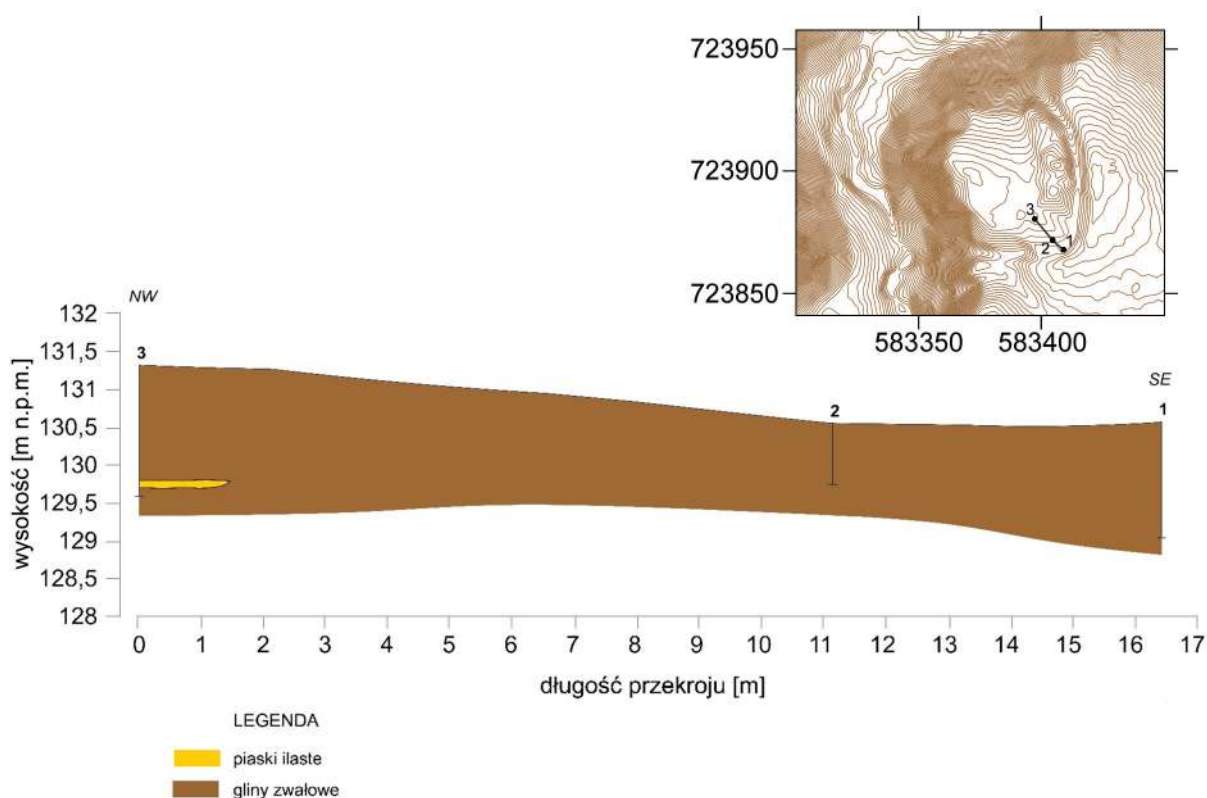 723950
723900
723850
3
2
1
583350
583400
NW
132
131,5
131
130,5
130
129,5
129
128,5
128
wysokość [m n.p.m.]
3
2
SE
1
0 1 2 3 4 5 6 7 8 9 10 11 12 13 14 15 16 17
długość przekroju [m]
LEGENDA
piaski ilaste
gliny zwałowe